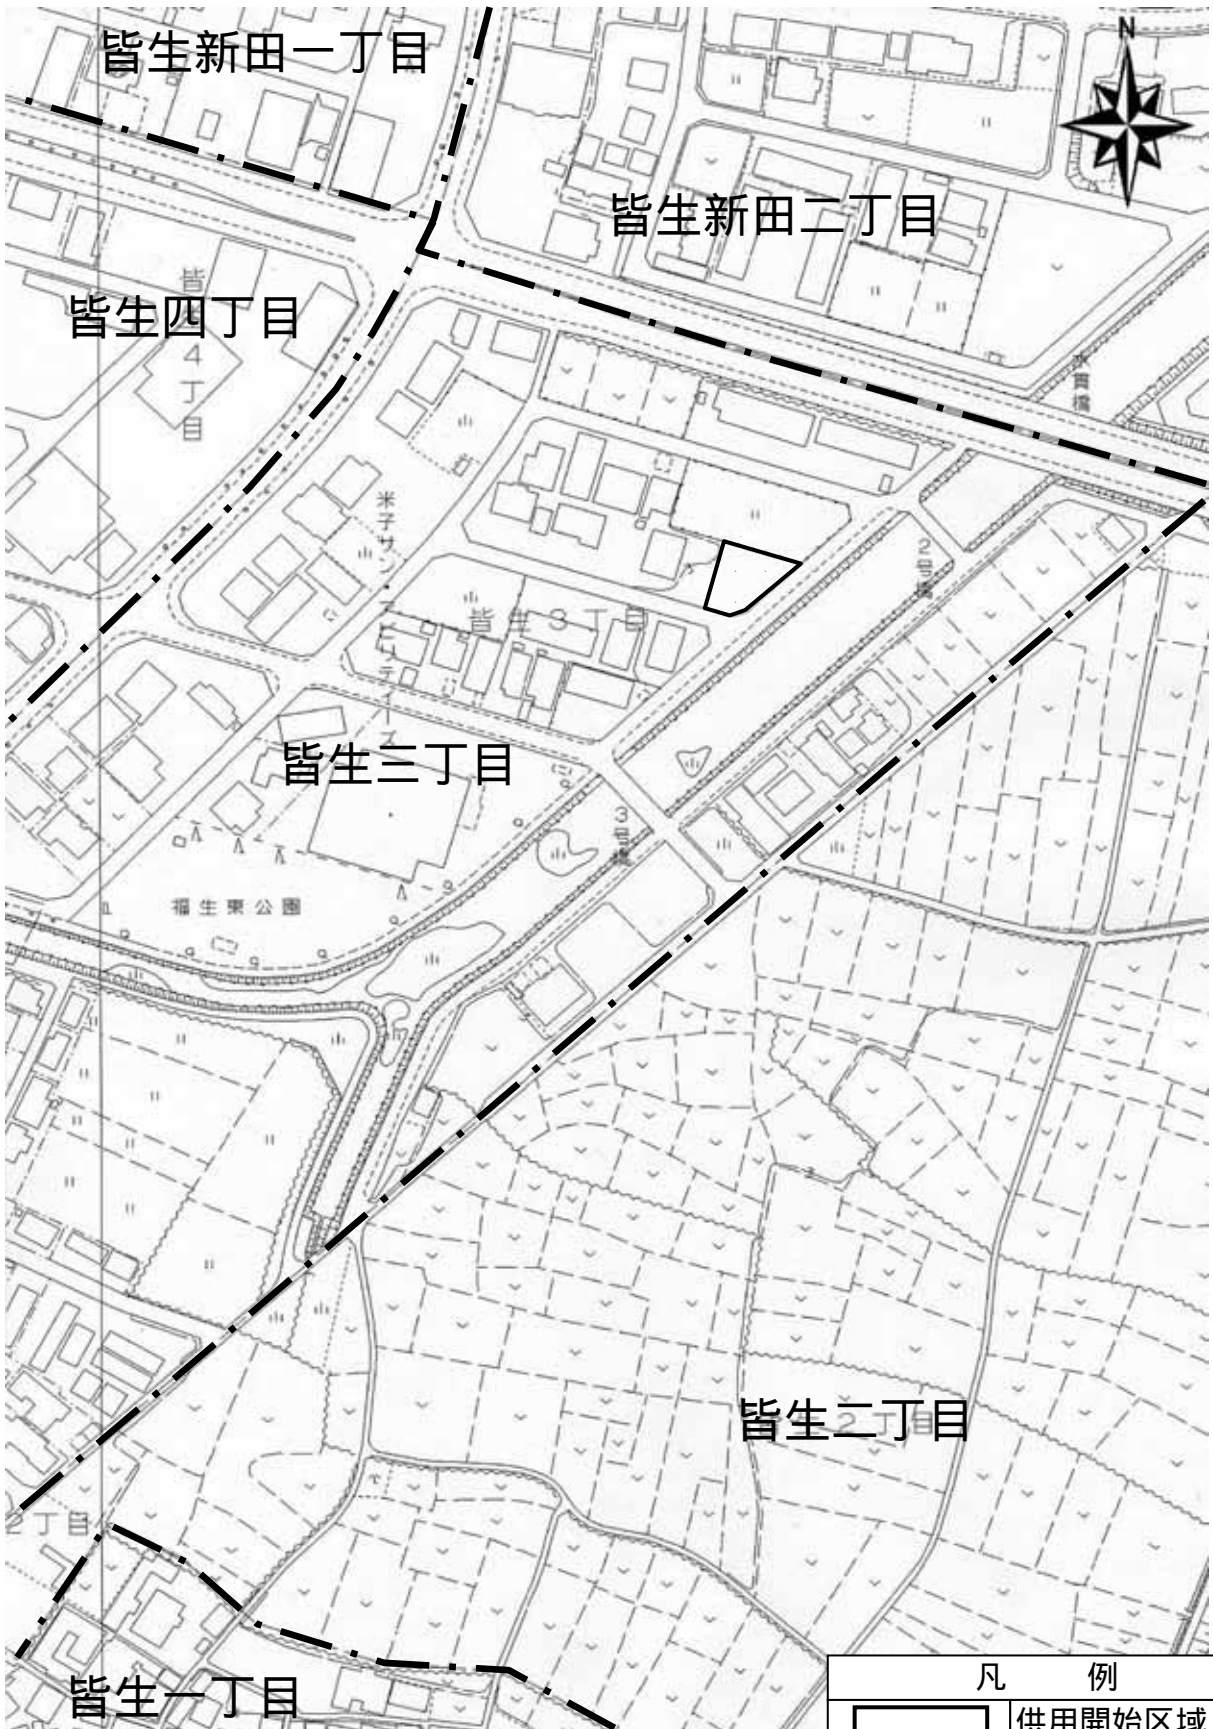 皆生新田一丁目
N
皆生新田二丁目
皆生四丁目
4丁目
水貫橋
米子サン・アビリティーズ
2号橋
皆生3丁目
皆生三丁目
3号橋
福生東公園
皆生二丁目
2丁目
2丁目
皆生一丁目
凡 例
供用開始区域